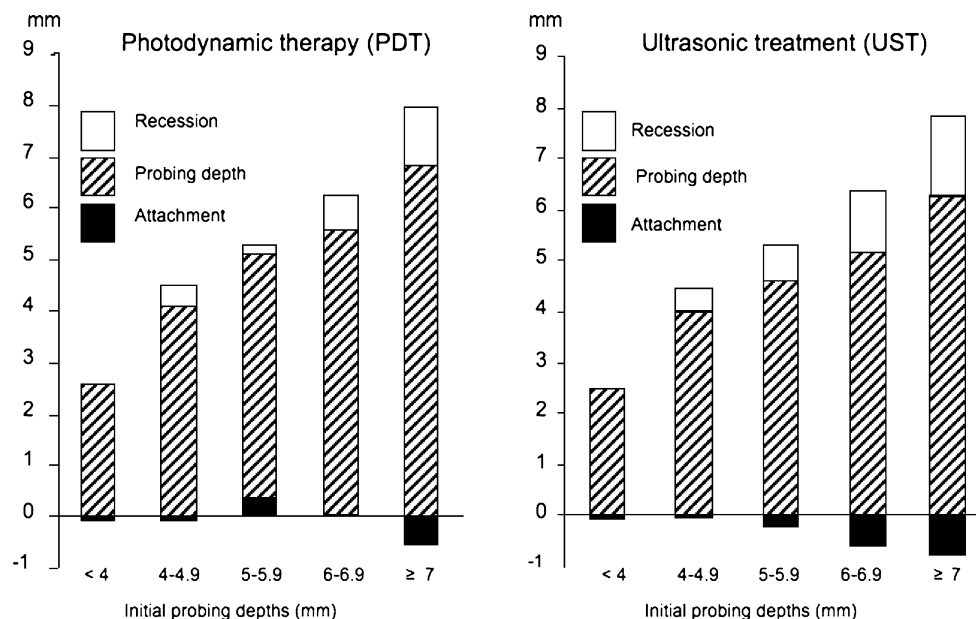 mm
Photodynamic therapy (PDT)
9
8
7
6
5
4
3
2
1
0
-1
Recession
Probing depth
Attachment
< 4 4-4.9 5-5.9 6-6.9 ≥ 7
Initial probing depths (mm)
mm
Ultrasonic treatment (UST)
9
8
7
6
5
4
3
2
1
0
-1
Recession
Probing depth
Attachment
< 4 4-4.9 5-5.9 6-6.9 ≥ 7
Initial probing depths (mm)